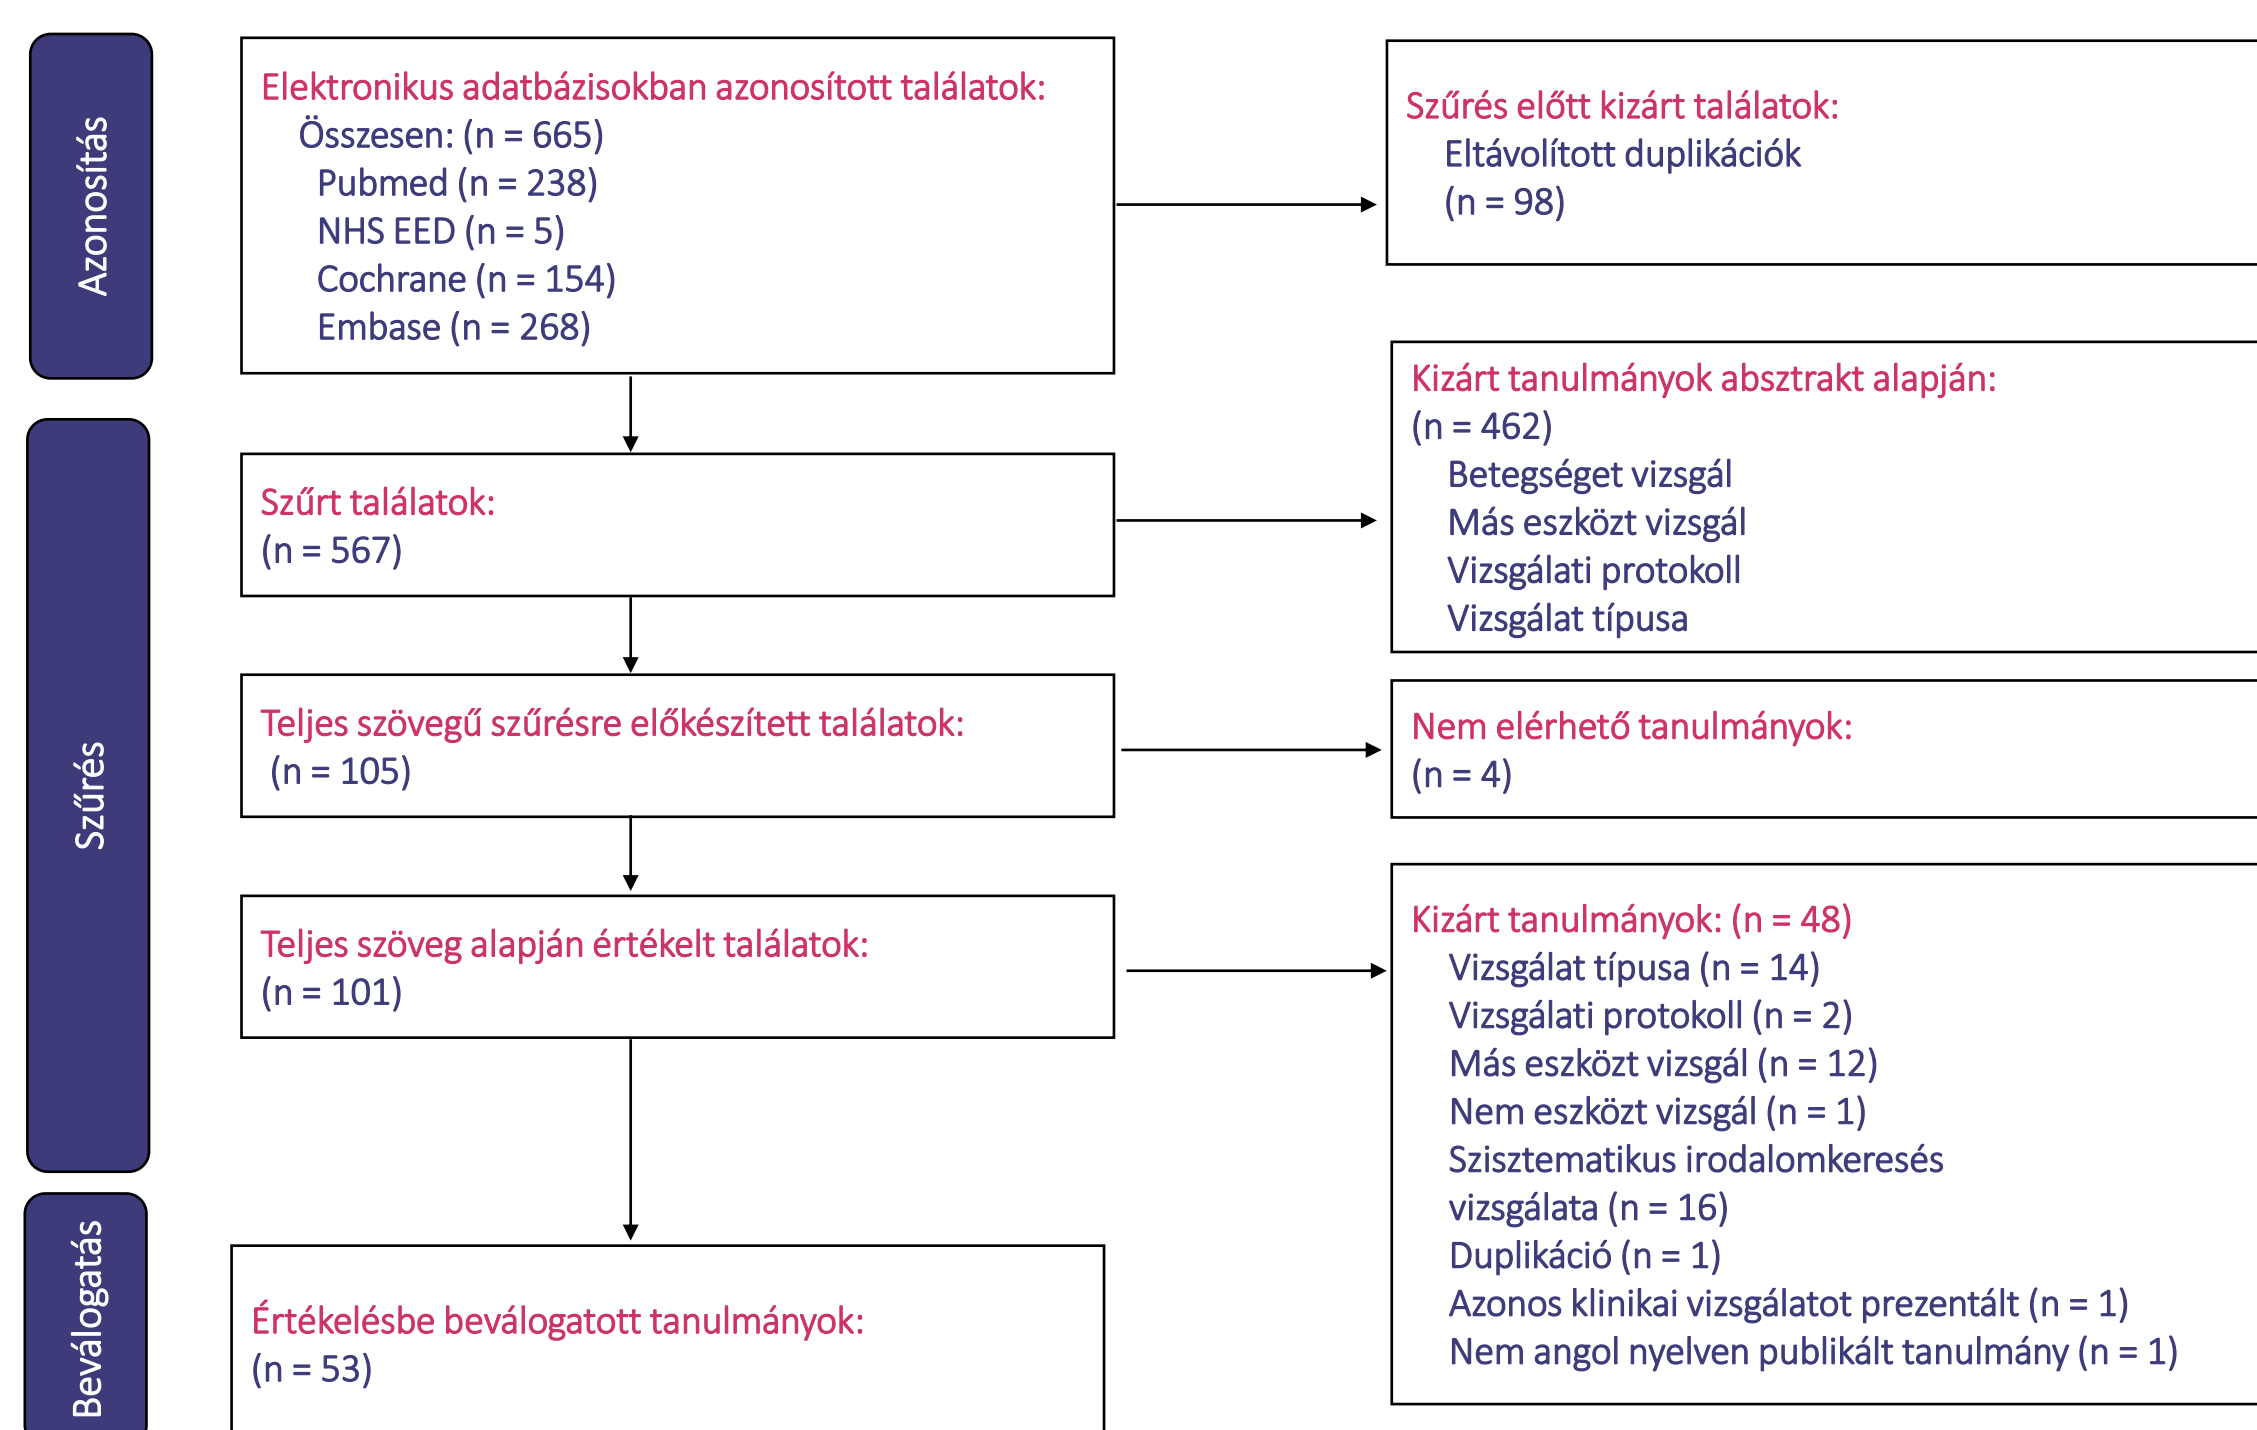 Azonosítás
Elektronikus adatbázisokban azonosított találatok:
Összesen: (n = 665)
Pubmed (n = 238)
NHS EED (n = 5)
Cochrane (n = 154)
Embase (n = 268)
Szűrés előtt kizárt találatok:
Eltávolított duplikációk
(n = 98)
Szűrés
Szűrt találatok:
(n = 567)
Kizárt tanulmányok absztrakt alapján:
(n = 462)
Betegséget vizsgál
Más eszközt vizsgál
Vizsgálati protokoll
Vizsgálat típusa
Teljes szövegű szűrésre előkészített találatok:
(n = 105)
Nem elérhető tanulmányok:
(n = 4)
Teljes szöveg alapján értékelt találatok:
(n = 101)
Kizárt tanulmányok: (n = 48)
Vizsgálat típusa (n = 14)
Vizsgálati protokoll (n = 2)
Más eszközt vizsgál (n = 12)
Nem eszközt vizsgál (n = 1)
Szisztematikus irodalomkeresés
vizsgálata (n = 16)
Duplikáció (n = 1)
Azonos klinikai vizsgálatot prezentált (n = 1)
Nem angol nyelven publikált tanulmány (n = 1)
Beválogatás
Értékelésbe beválogatott tanulmányok:
(n = 53)